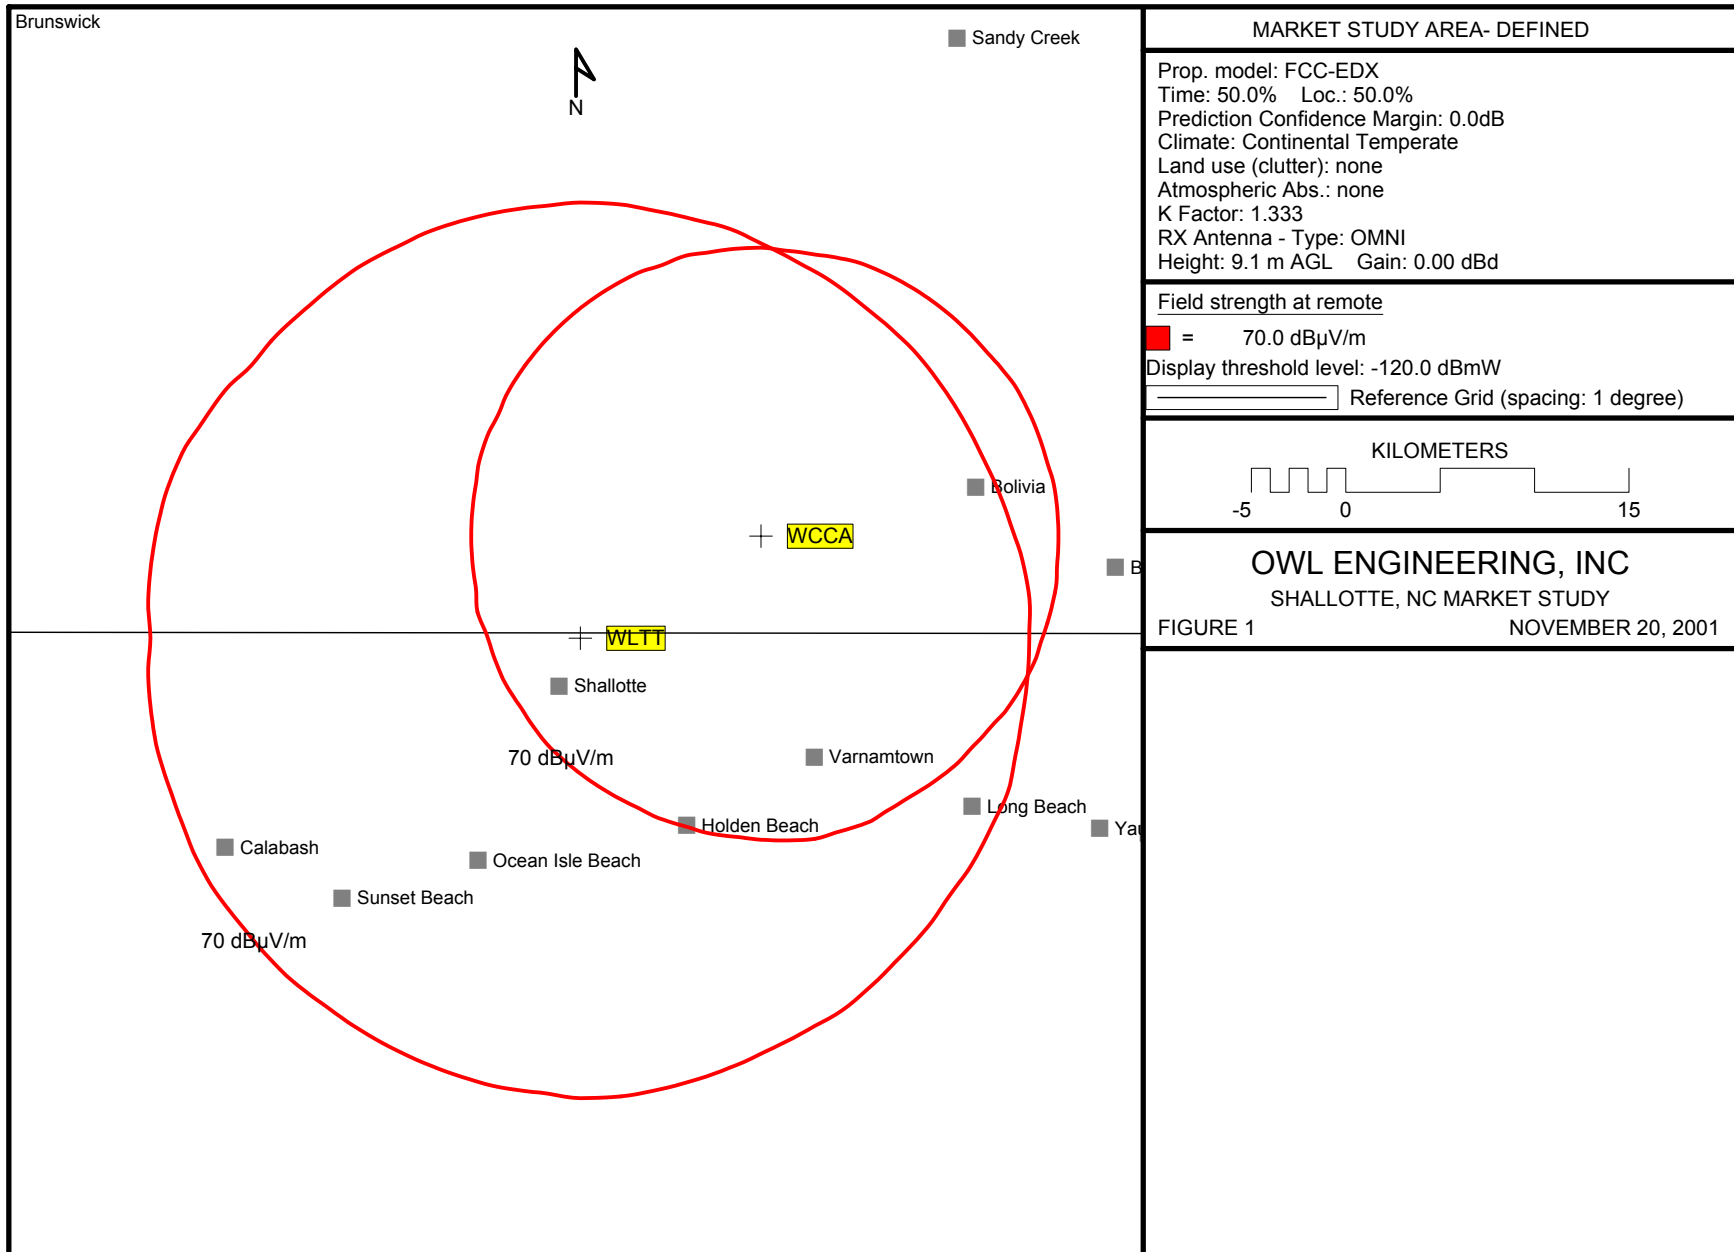 Brunswick
Sandy Creek
N
Bolivia
WCCA
B
WLTT
Shallotte
70 dBµV/m
Varnamtown
Long Beach
Holden Beach
Yau
Calabash
Ocean Isle Beach
Sunset Beach
70 dBµV/m
MARKET STUDY AREA- DEFINED
Prop. model: FCC-EDX
Time: 50.0% Loc.: 50.0%
Prediction Confidence Margin: 0.0dB
Climate: Continental Temperate
Land use (clutter): none
Atmospheric Abs.: none
K Factor: 1.333
RX Antenna - Type: OMNI
Height: 9.1 m AGL Gain: 0.00 dBd
Field strength at remote
= 70.0 dBµV/m
Display threshold level: -120.0 dBmW
Reference Grid (spacing: 1 degree)
KILOMETERS
-5 0 15
OWL ENGINEERING, INC
SHALLOTTE, NC MARKET STUDY
FIGURE 1 NOVEMBER 20, 2001